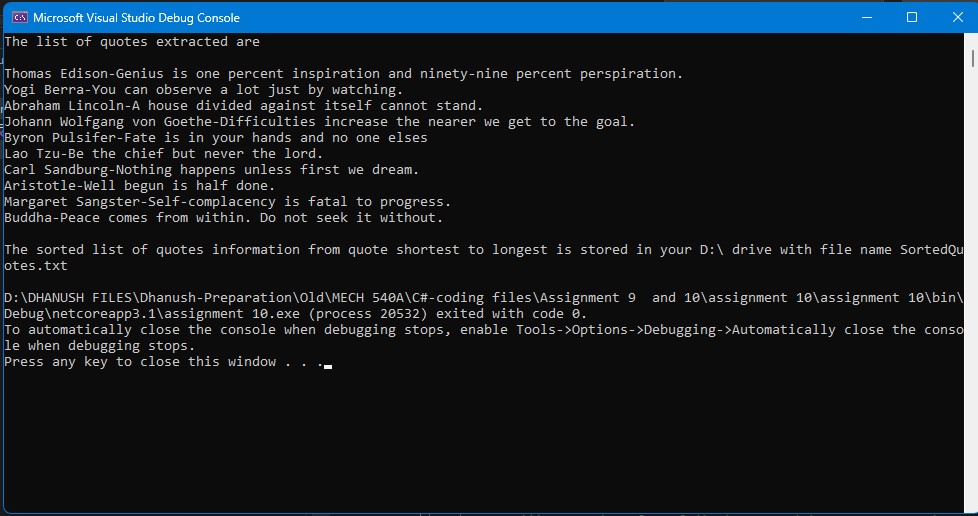 Microsoft Visual Studio Debug Console
The list of quotes extracted are
Thomas Edison-Genius is one percent inspiration and ninety-nine percent perspiration.
Yogi Berra-You can observe a lot just by watching.
Abraham Lincoln-A house divided against itself cannot stand.
Johann Wolfgang von Goethe-Difficulties increase the nearer we get to the goal.
Byron Pulsifer-Fate is in your hands and no one elses
Lao Tzu-Be the chief but never the lord.
Carl Sandburg-Nothing happens unless first we dream.
Aristotle-Well begun is half done.
Margaret Sangster-Self-complacency is fatal to progress.
Buddha-Peace comes from within. Do not seek it without.
The sorted list of quotes information from quote shortest to longest is stored in your D:\ drive with file name SortedQu
otes.txt
D:\DHANUSH FILES\Dhanush-Preparation\Old\MECH 540A\C#-coding files\Assignment 9  and 10\assignment 10\assignment 10\bin\
Debug\netcoreapp3.1\assignment 10.exe (process 20532) exited with code 0.
To automatically close the console when debugging stops, enable Tools->Options->Debugging->Automatically close the conso
le when debugging stops.
Press any key to close this window . . .